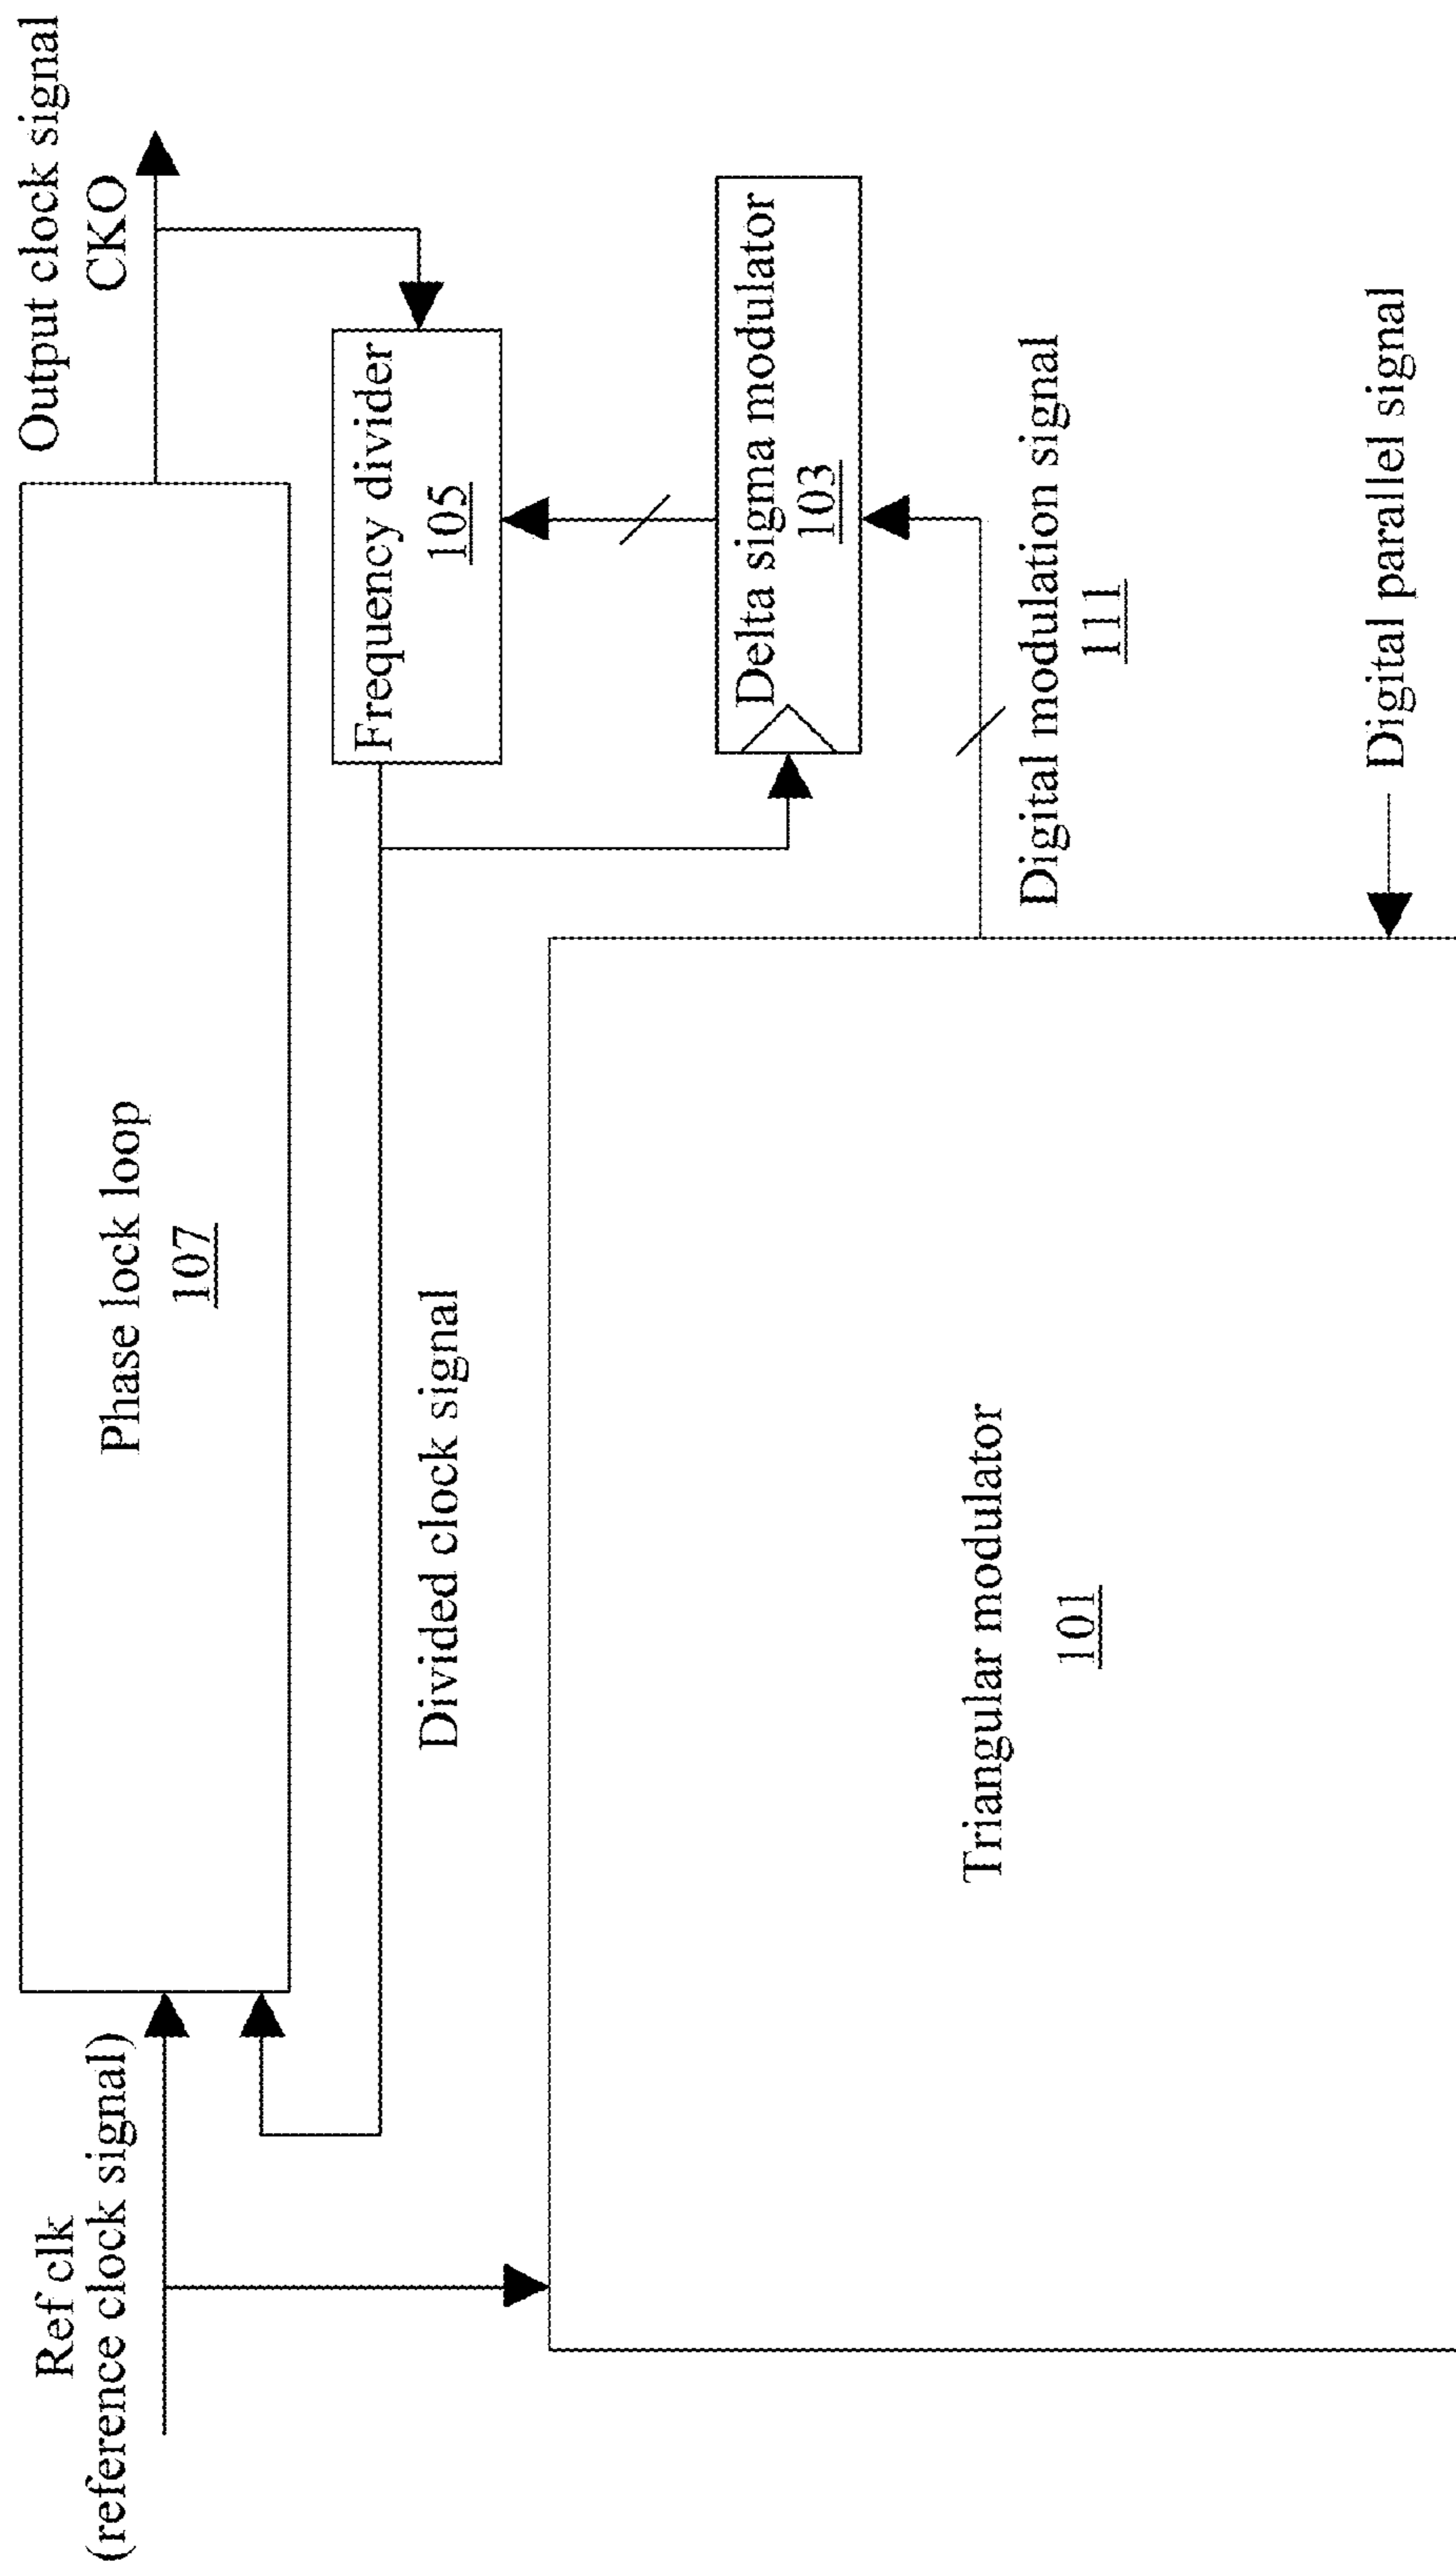 Ref clk
(reference clock signal)
Phase lock loop
107
Output clock signal
CKO
Divided clock signal
Frequency divider
105
Delta sigma modulator
103
Triangular modulator
101
Digital modulation signal
111
Digital parallel signal